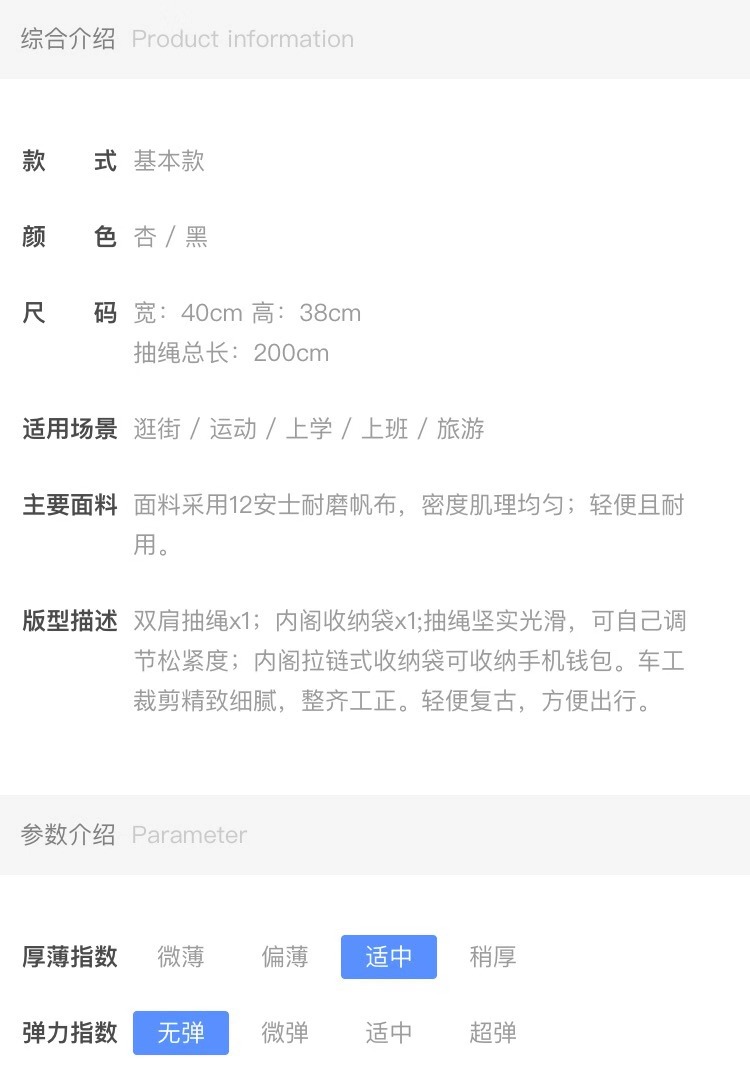 综合介绍 Product information
款 式 基本款
颜 色 杏 / 黑
尺 码 宽：40cm 高：38cm
抽绳总长：200cm
适用场景 逛街 / 运动 / 上学 / 上班 / 旅游
主要面料 面料采用12安士耐磨帆布，密度肌理均匀；轻便且耐
用。
版型描述 双肩抽绳x1；内阁收纳袋x1;抽绳坚实光滑，可自己调
节松紧度；内阁拉链式收纳袋可收纳手机钱包。车工
裁剪精致细腻，整齐工正。轻便复古，方便出行。
参数介绍 Parameter
厚薄指数 微薄 偏薄 适中 稍厚
弹力指数 无弹 微弹 适中 超弹